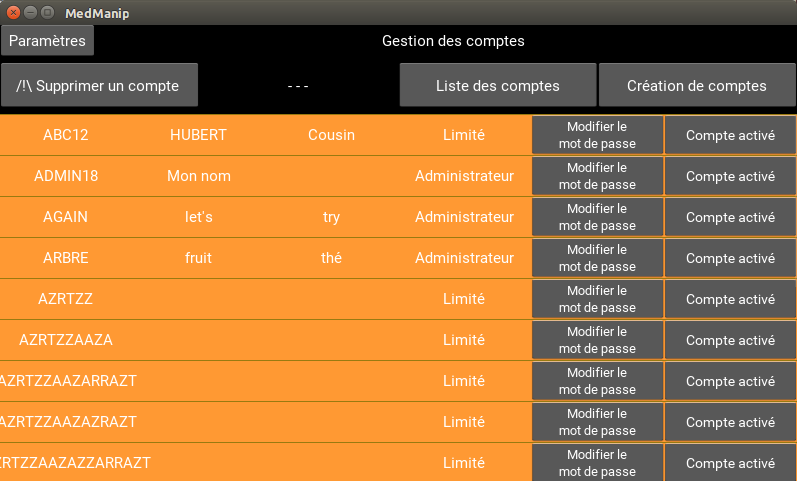 MedManip
Paramètres
Gestion des comptes
/!\ Supprimer un compte
---
Liste des comptes
Création de comptes
ABC12 HUBERT Cousin Limité Modifier le mot de passe Compte activé
ADMIN18 Mon nom Administrateur Modifier le mot de passe Compte activé
AGAIN let's try Administrateur Modifier le mot de passe Compte activé
ARBRE fruit thé Administrateur Modifier le mot de passe Compte activé
AZRTZZ Limité Modifier le mot de passe Compte activé
AZRTZZAAZA Limité Modifier le mot de passe Compte activé
AZRTZZAAZARRAZT Limité Modifier le mot de passe Compte activé
AZRTZZAAZAZRAZT Limité Modifier le mot de passe Compte activé
ZRTZZAAZAZZARRAZT Limité Modifier le mot de passe Compte activé